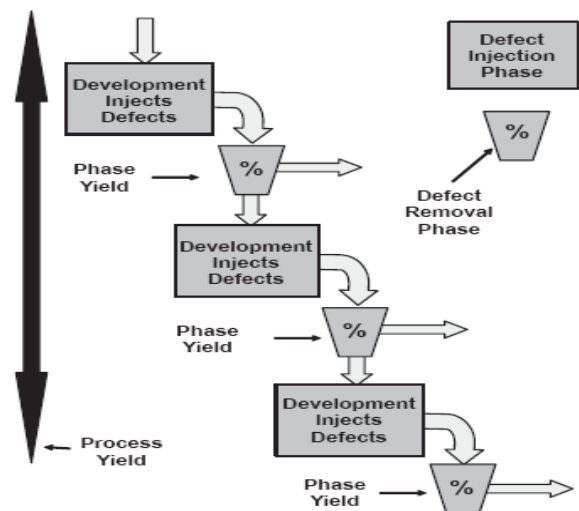 Development
Injects
Defects
Defect
Injection
Phase
%
Phase
Yield
%
Defect
Removal
Phase
Development
Injects
Defects
Phase
Yield
%
Development
Injects
Defects
Process
Yield
Phase
Yield
%